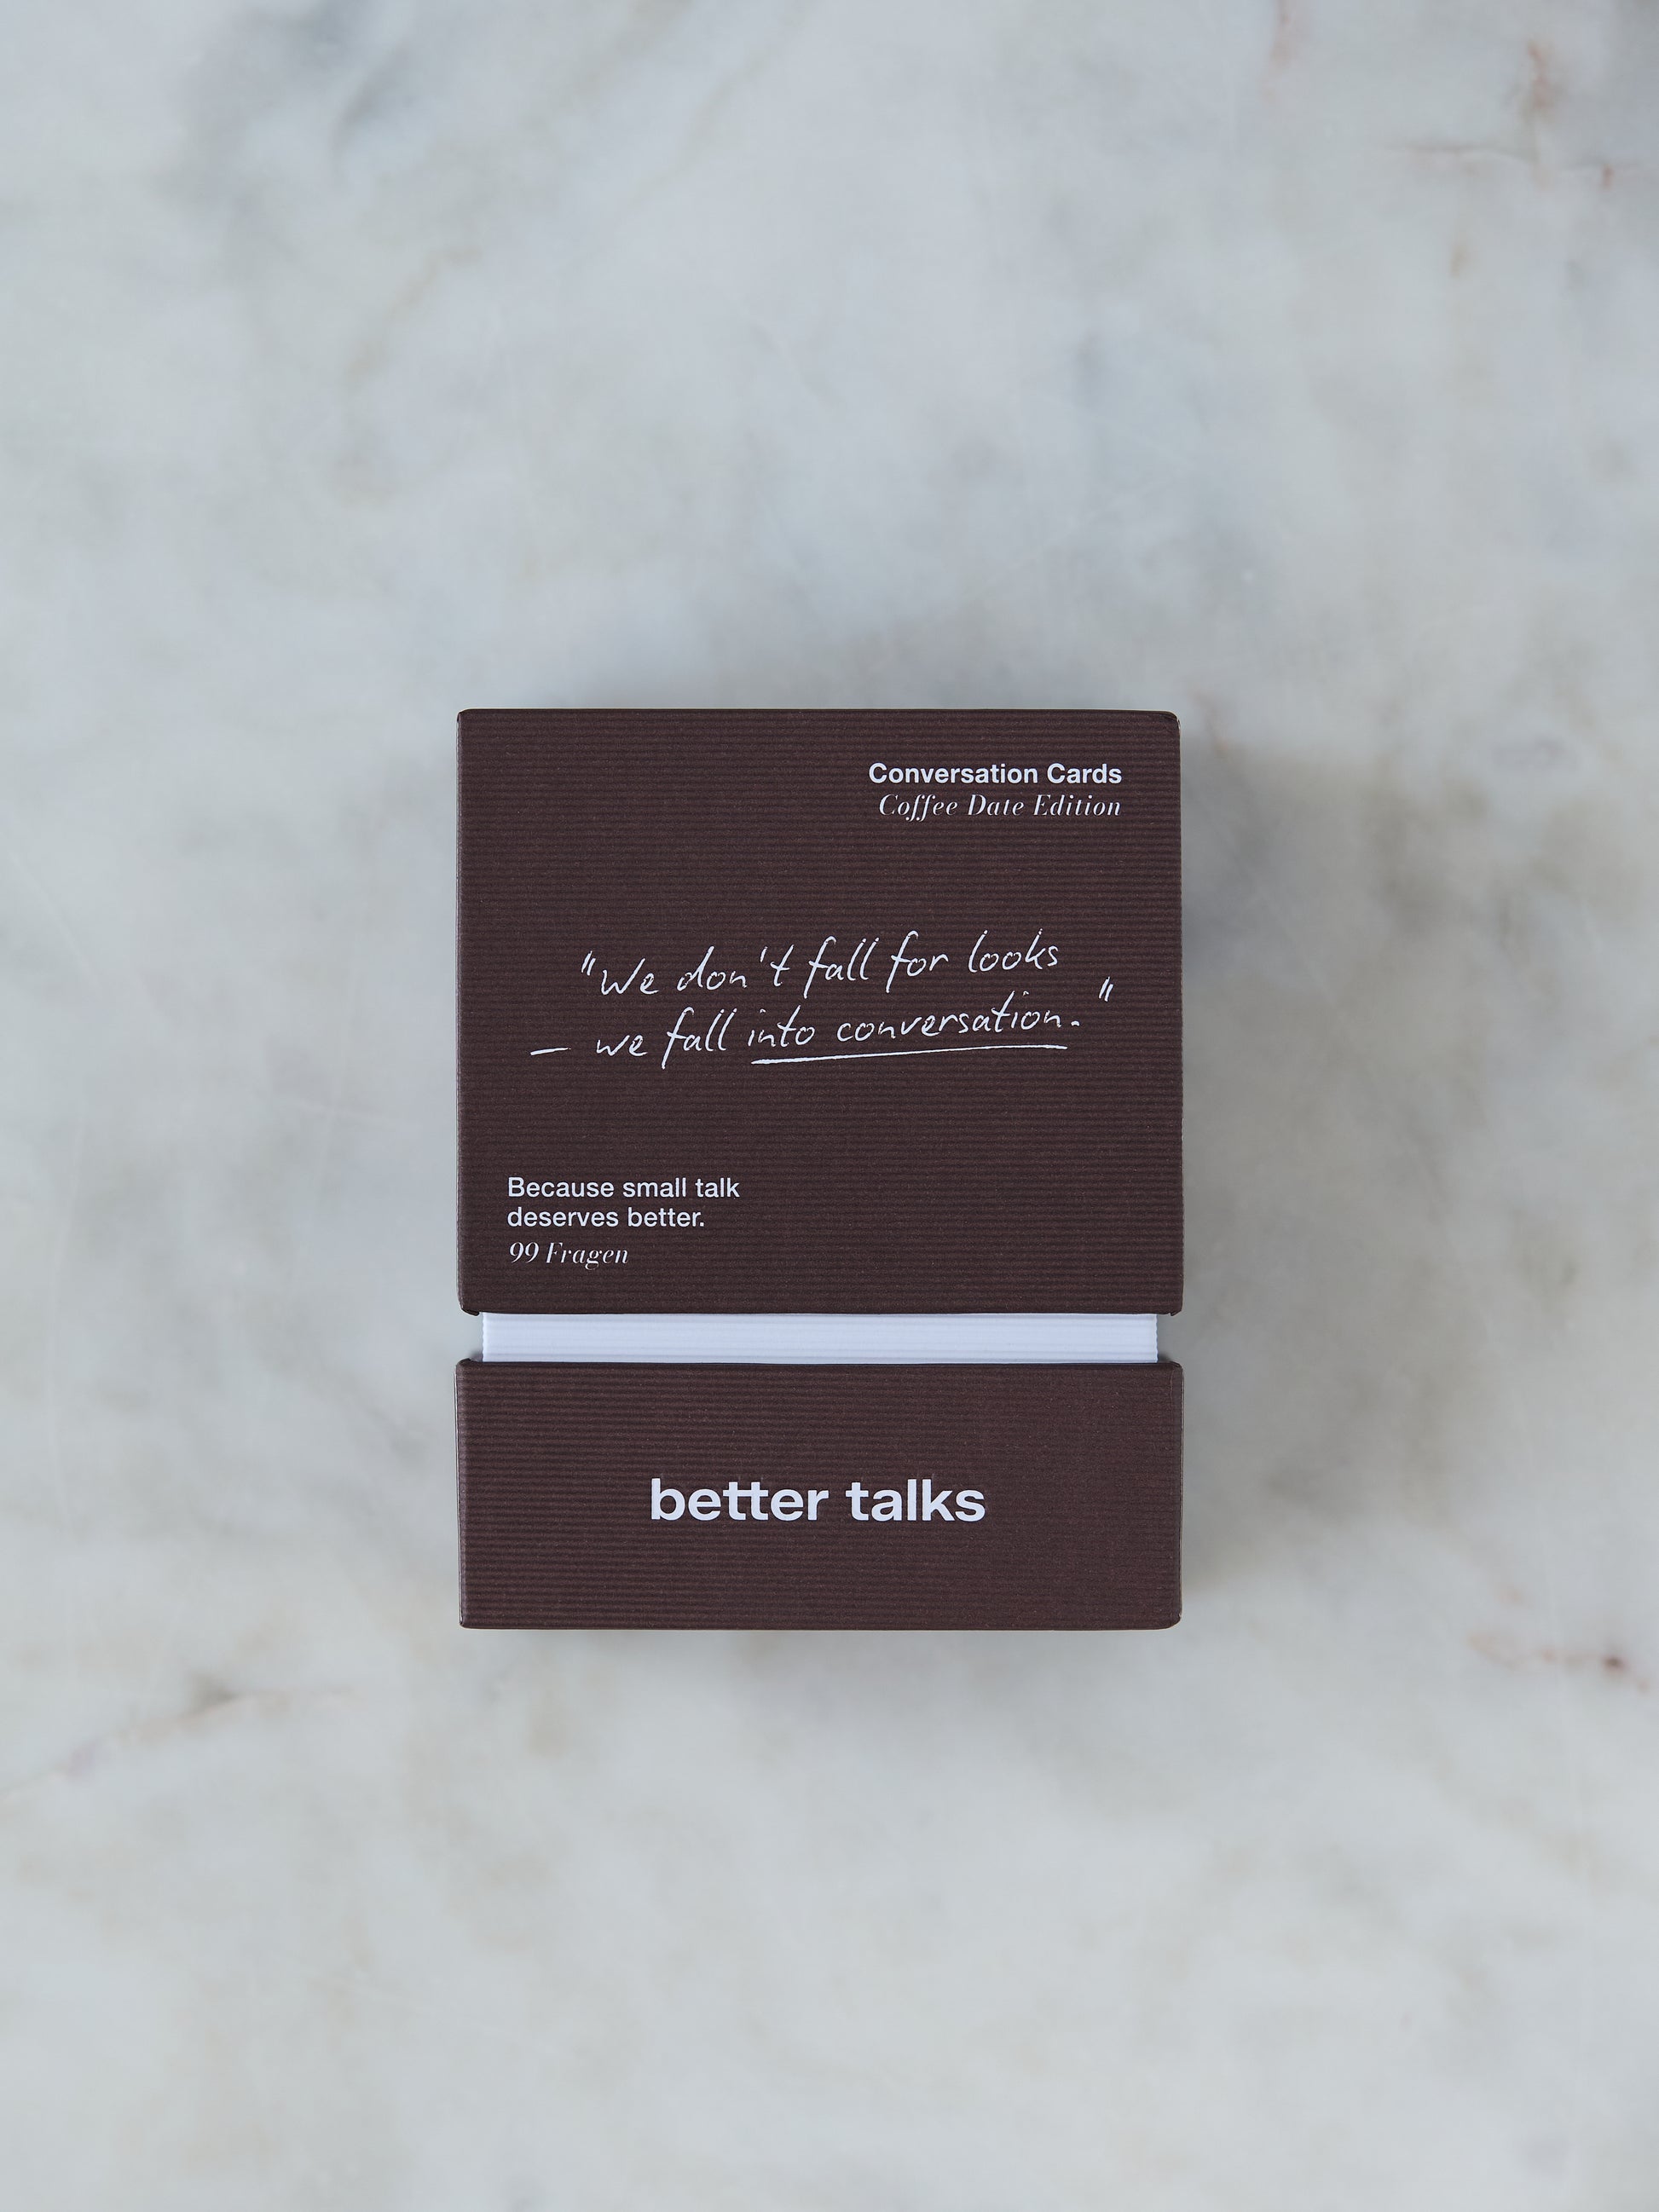 Conversation Cards
Coffee Date Edition
"We don't fall for looks
— we fall into conversation."
Because small talk
deserves better.
99 Fragen
better talks